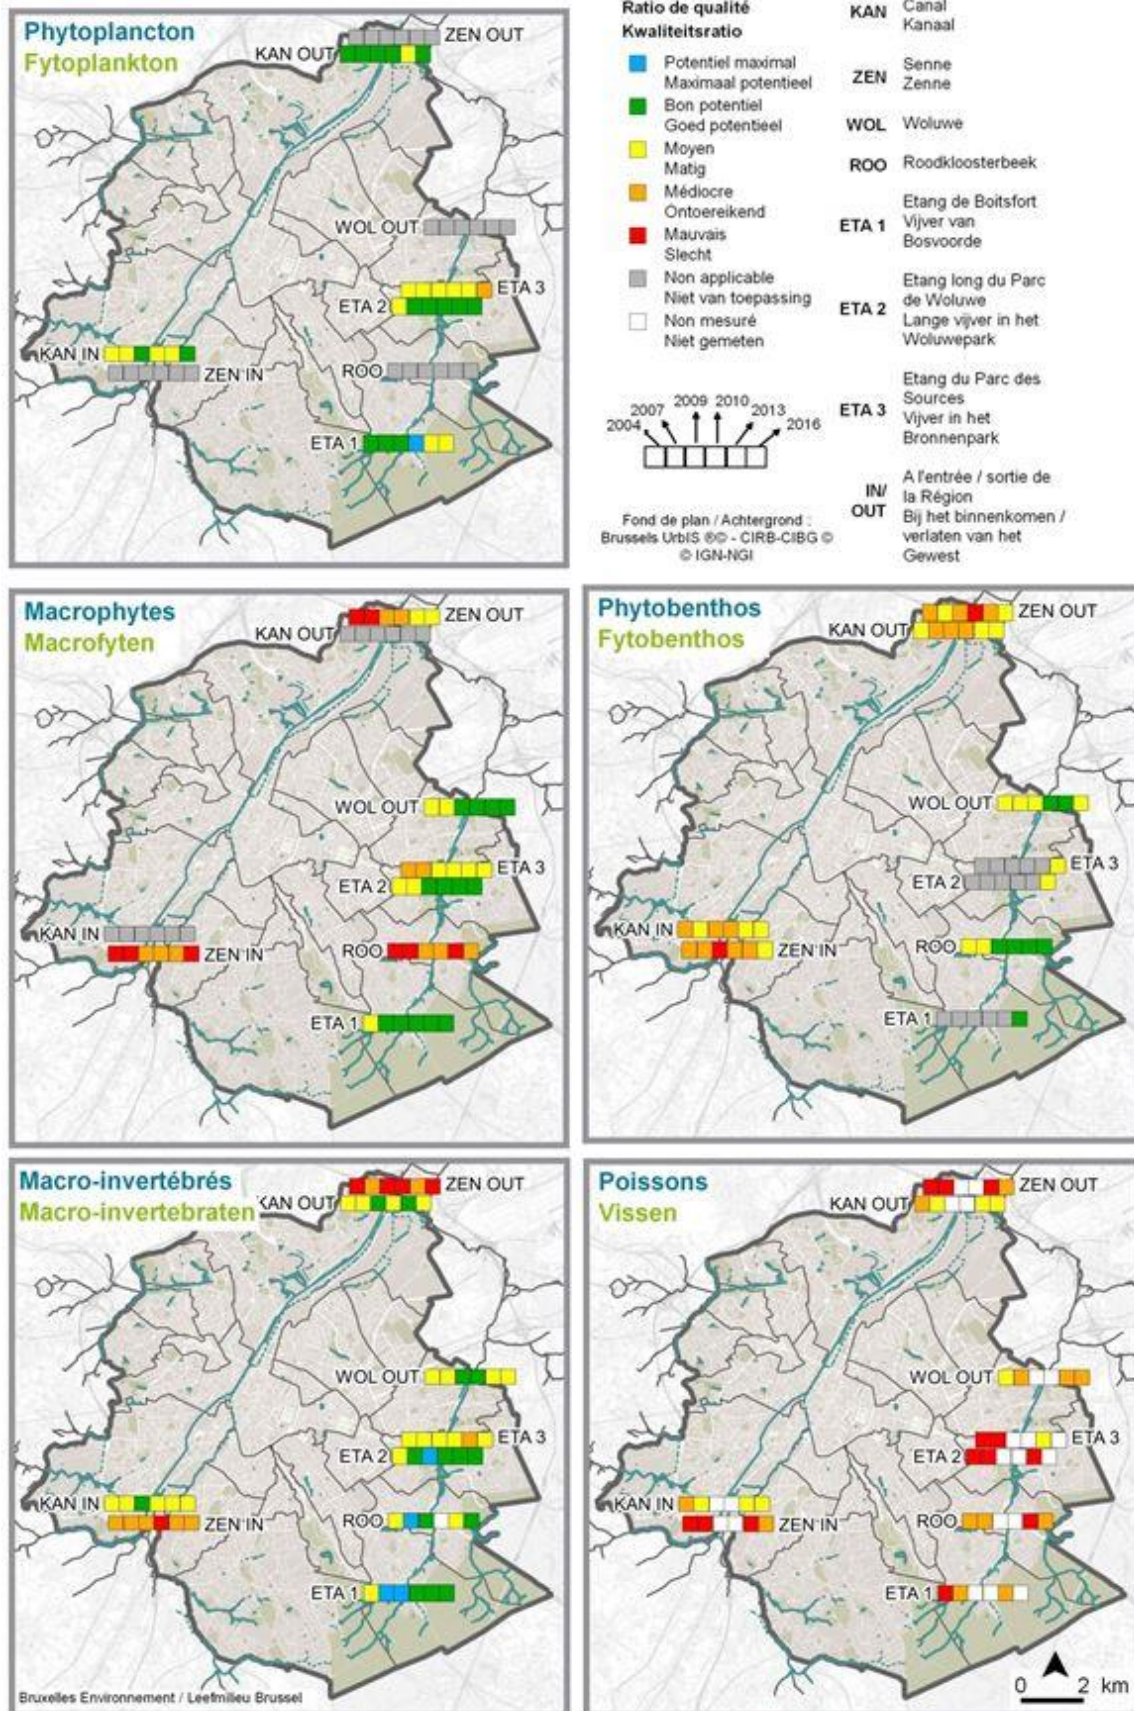 Phytoplancton
Fytoplankton
ZEN OUT
KAN OUT
WOL OUT
ETA 3
ETA 2
KAN IN
ZEN IN
ROO
ETA 1
Ratio de qualité
Kwaliteitsratio
Potentiel maximal
Maximaal potentieel
Bon potentiel
Goed potentieel
Moyen
Matig
Médiocre
Ontoereikend
Mauvais
Slecht
Non applicable
Niet van toepassing
Non mesuré
Niet gemeten
2004 2007 2009 2010 2013 2016
Fond de plan / Achtergrond :
Brussels UrbIS ®© - CIRB-CIBG ©
© IGN-NGI
KAN
Canal
Kanaal
ZEN
Senne
Zenne
WOL
Woluwe
ROO
Roodkloosterbeek
ETA 1
Etang de Boitsfort
Vijver van
Bosvoorde
ETA 2
Etang long du Parc
de Woluwe
Lange vijver in het
Woluwepark
ETA 3
Etang du Parc des
Sources
Vijver in het
Bronnenpark
IN/
OUT
A l'entrée / sortie de
la Région
Bij het binnenkomen /
verlaten van het
Gewest
Macrophytes
Macrofyten
ZEN OUT
KAN OUT
WOL OUT
ETA 3
ETA 2
KAN IN
ZEN IN
ROO
ETA 1
Phytobenthos
Fytobenthos
ZEN OUT
KAN OUT
WOL OUT
ETA 3
ETA 2
KAN IN
ZEN IN
ROO
ETA 1
Macro-invertébrés
Macro-invertebraten
ZEN OUT
KAN OUT
WOL OUT
ETA 3
ETA 2
KAN IN
ZEN IN
ROO
ETA 1
Bruxelles Environnement / Leefmilieu Brussel
Poissons
Vissen
ZEN OUT
KAN OUT
WOL OUT
ETA 3
ETA 2
KAN IN
ZEN IN
ROO
ETA 1
0 2 km